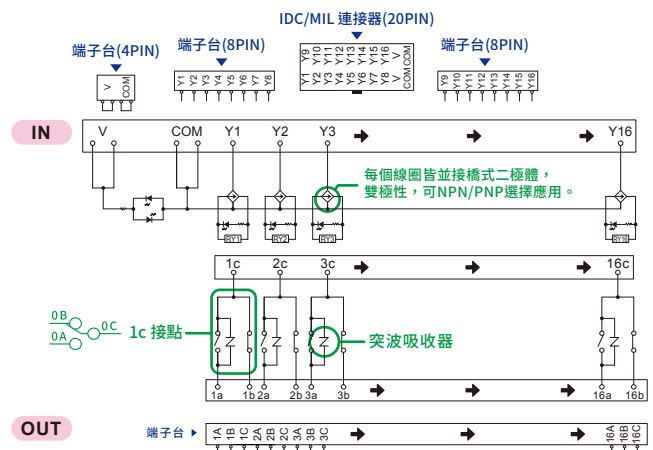 IDC/MIL 連接器(20PIN)
端子台(4PIN)
端子台(8PIN)
端子台(8PIN)
V COM
Y1 Y2 Y3 Y4 Y5 Y6 Y7 Y8
Y9 Y10 Y11 Y12 Y13 Y14 Y15 Y16 V COM
Y1 Y2 Y3 Y4 Y5 Y6 Y7 Y8 V COM
Y9 Y10 Y11 Y12 Y13 Y14 Y15 Y16
IN
V COM Y1 Y2 Y3 Y16
每個線圈皆並接橋式二極體，
雙極性，可NPN/PNP選擇應用。
RY1 RY2 RY3 RY16
1c 2c 3c 16c
0B
0A
0C
1c 接點
突波吸收器
1a 1b 2a 2b 3a 3b 16a 16b
OUT
端子台
1A 1B 1C 2A 2B 2C 3A 3B 3C 16A 16B 16C